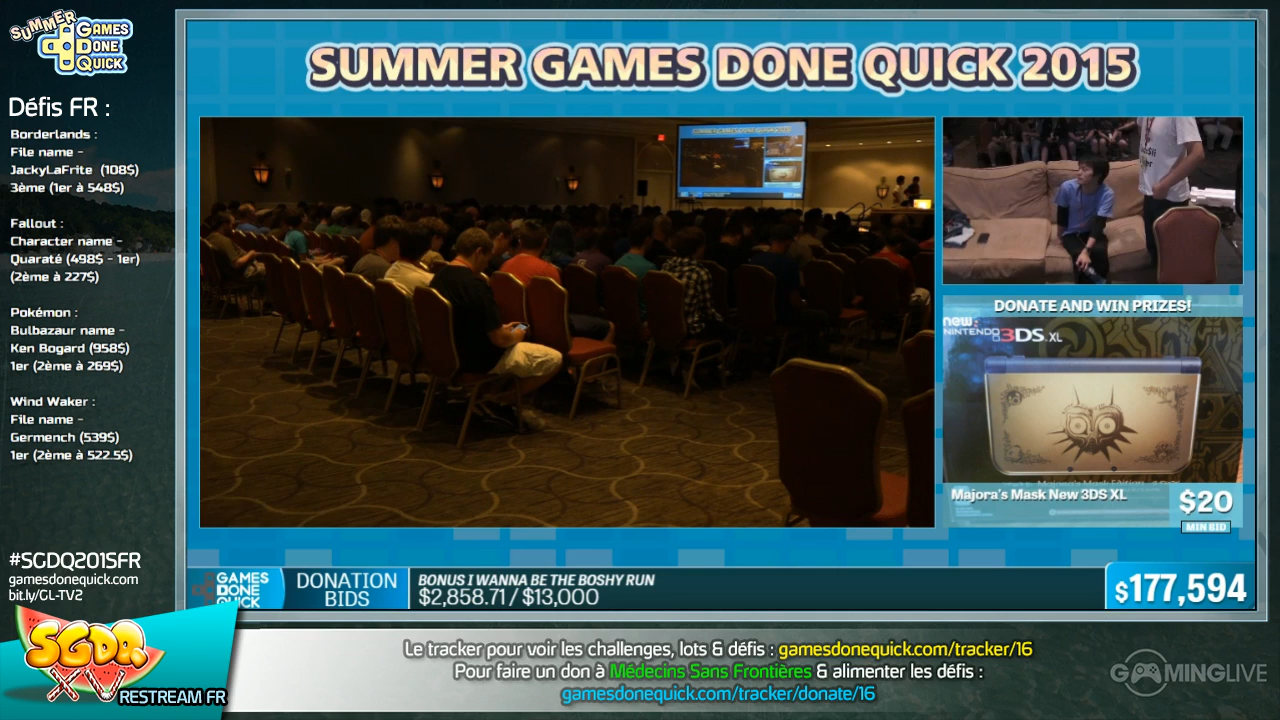 SUMMER
GAMES
DONE
QUICK
Défis FR :
Borderlands :
File name -
JackyLaFrite (108$)
3ème (1er à 548$)
Fallout :
Character name -
Quaraté (498$ - 1er)
(2ème à 227$)
Pokémon :
Bulbazaur name -
Ken Bogard (958$)
1er (2ème à 269$)
Wind Waker :
File name -
Germench (539$)
1er (2ème à 522.5$)
#SGDQ2015FR
gamesdonequick.com
bit.ly/GL-TV2
SGDQ
XV
RESTREAM FR
SUMMER GAMES DONE QUICK 2015
DONATE AND WIN PRIZES!
new
NINTENDO 3DS XL
Majora's Mask New 3DS XL
$20
MIN BID
GAMES
DONE
QUICK
DONATION
BIDS
BONUS I WANNA BE THE BOSHY RUN
$2,858.71 / $13,000
$177,594
Le tracker pour voir les challenges, lots & défis : gamesdonequick.com/tracker/16
Pour faire un don à Médecins Sans Frontières & alimenter les défis :
gamesdonequick.com/tracker/donate/16
GAMING LIVE